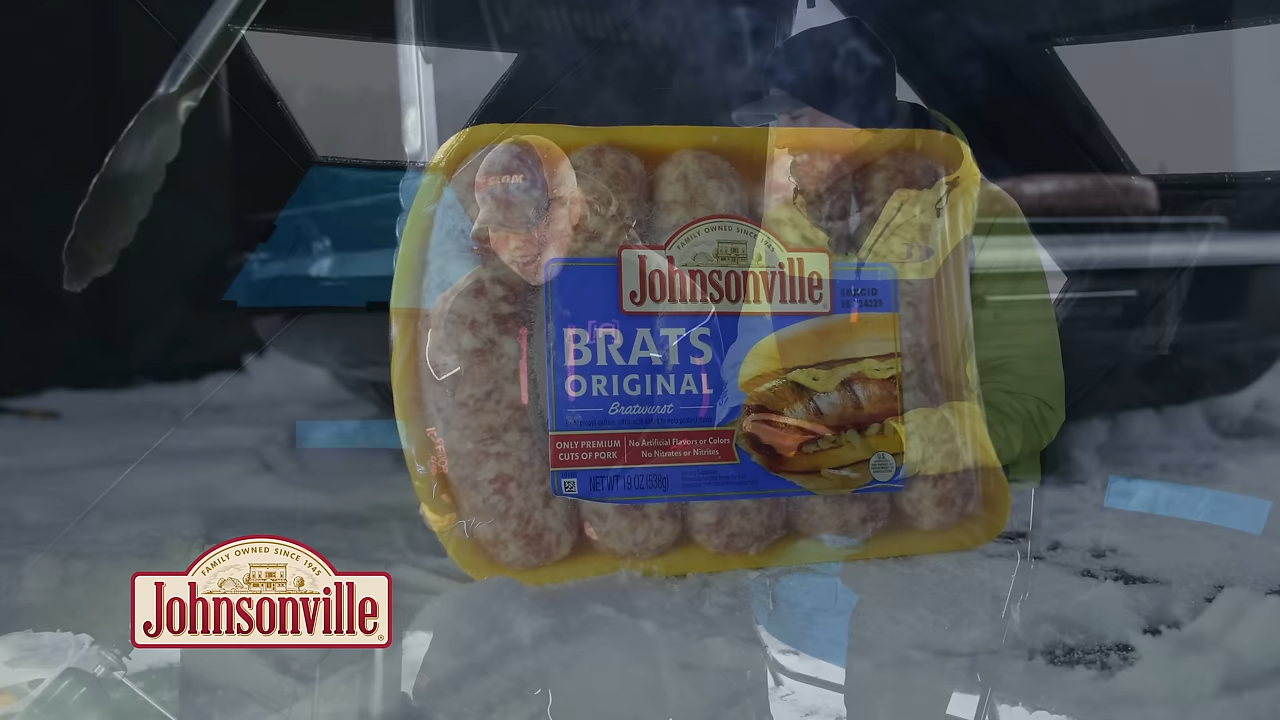 FAMILY OWNED SINCE 1945
Johnsonville
BRATS
ORIGINAL
Bratwurst
ONLY PREMIUM
CUTS OF PORK
No Artificial Flavors or Colors
No Nitrates or Nitrites
NET WT 19 OZ (538g)
FAMILY OWNED SINCE 1945
Johnsonville